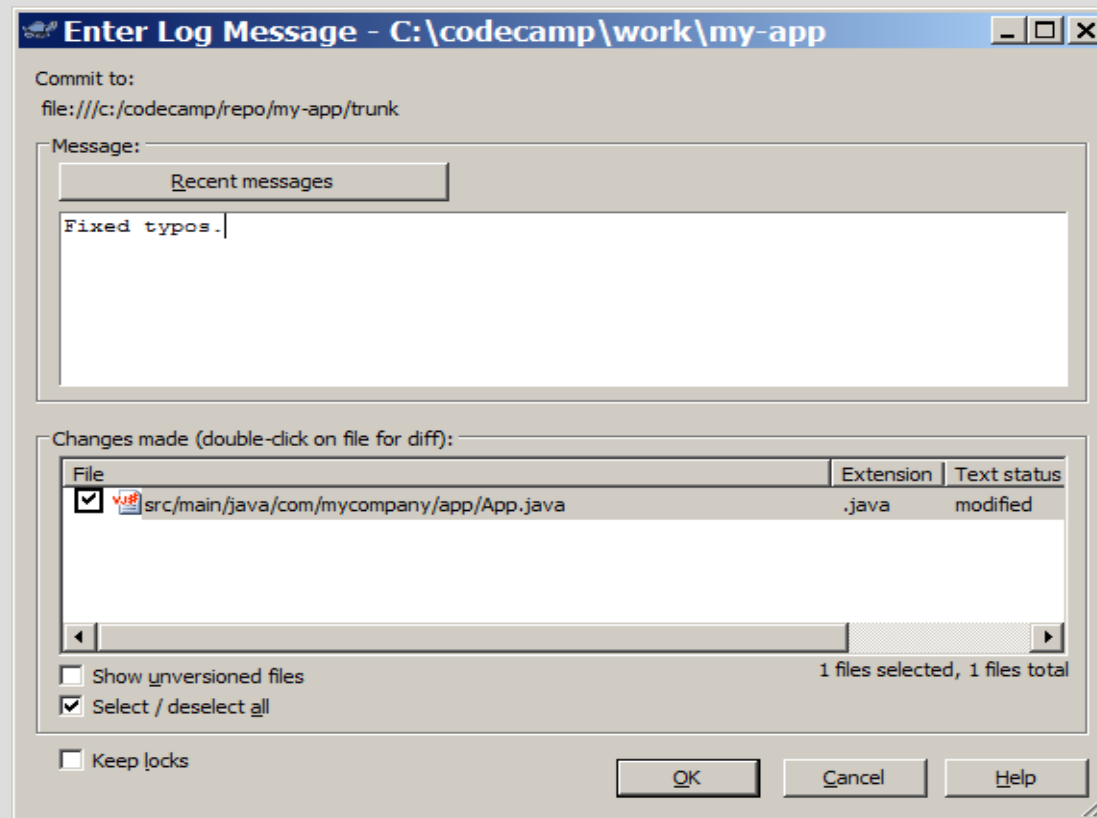 Enter Log Message - C:\codecamp\work\my-app
Commit to:
file:///c:/codecamp/repo/my-app/trunk
Message:
Recent messages
Fixed typos.
Changes made (double-click on file for diff):
File Extension Text status
src/main/java/com/mycompany/app/App.java .java modified
Show unversioned files 1 files selected, 1 files total
Select / deselect all
Keep locks
OK Cancel Help